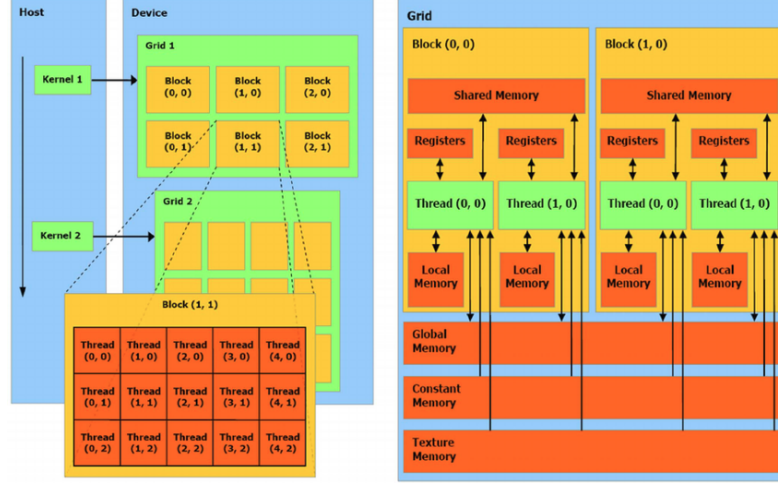 Host
Device
Grid 1
Kernel 1
Block
(0, 0)
Block
(1, 0)
Block
(2, 0)
Block
(0, 1)
Block
(1, 1)
Block
(2, 1)
Grid 2
Kernel 2
Block (1, 1)
Thread
(0, 0)
Thread
(1, 0)
Thread
(2, 0)
Thread
(3, 0)
Thread
(4, 0)
Thread
(0, 1)
Thread
(1, 1)
Thread
(2, 1)
Thread
(3, 1)
Thread
(4, 1)
Thread
(0, 2)
Thread
(1, 2)
Thread
(2, 2)
Thread
(3, 2)
Thread
(4, 2)
Grid
Block (0, 0)
Shared Memory
Registers
Registers
Thread (0, 0)
Thread (1, 0)
Local
Memory
Local
Memory
Block (1, 0)
Shared Memory
Registers
Registers
Thread (0, 0)
Thread (1, 0)
Local
Memory
Local
Memory
Global
Memory
Constant
Memory
Texture
Memory